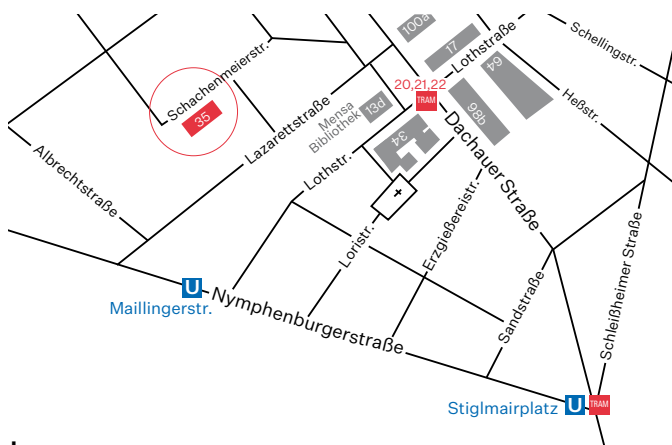 100a
17
Schellingstr.
Lothstraße
64
Schachenmeierstr.
20,21,22
TRAM
35
13d
Mensa
Bibliothek
98b
Heßstr.
Lazarettstraße
34
Albrechtstraße
Lothstr.
Dachauer Straße
Erzgießereistr.
Loristr.
Schleißheimer Straße
Sandstraße
U
Maillingerstr.
Nymphenburgerstraße
Stiglmairplatz
U
TRAM